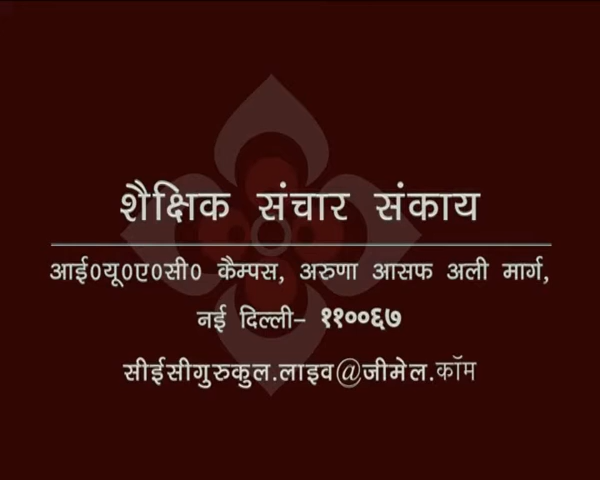 शैक्षिक संचार संकाय
आई0यू0ए0सी0 कैम्पस, अरुणा आसफ अली मार्ग,
नई दिल्ली- ११००६७
सीईसीगुरुकुल.लाइव@जीमेल.कॉम